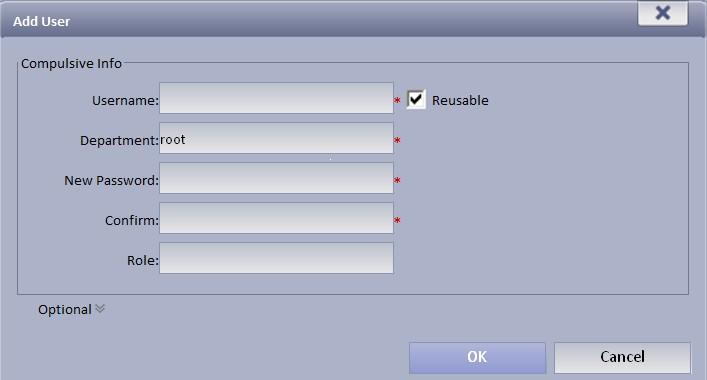 Add User
Compulsive Info
Username: * Reusable
Department: root *
New Password: *
Confirm: *
Role:
Optional
OK Cancel